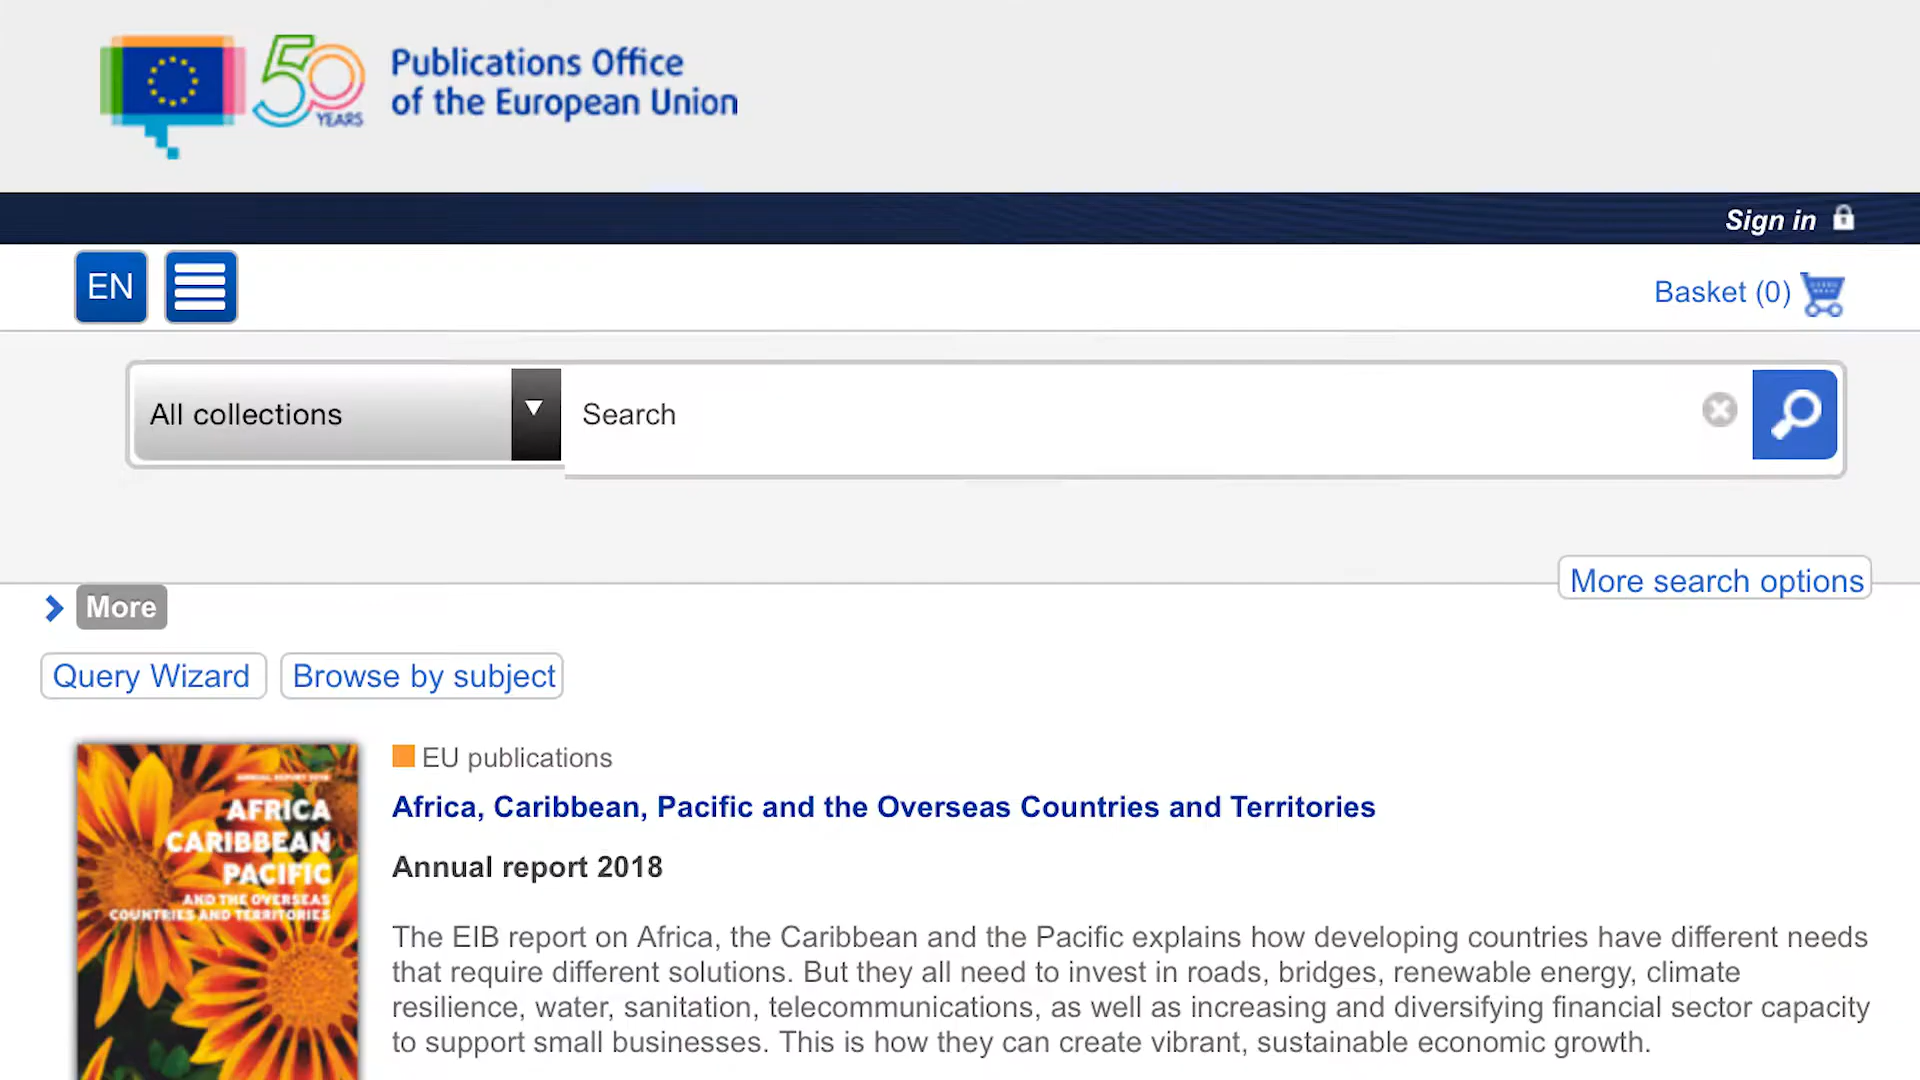 50 YEARS
Publications Office
of the European Union
Sign in
EN
Basket (0)
All collections
Search
More search options
More
Query Wizard
Browse by subject
ANNUAL REPORT 2018
AFRICA
CARIBBEAN
PACIFIC
AND THE OVERSEAS
COUNTRIES AND TERRITORIES
EU publications
Africa, Caribbean, Pacific and the Overseas Countries and Territories
Annual report 2018
The EIB report on Africa, the Caribbean and the Pacific explains how developing countries have different needs
that require different solutions. But they all need to invest in roads, bridges, renewable energy, climate
resilience, water, sanitation, telecommunications, as well as increasing and diversifying financial sector capacity
to support small businesses. This is how they can create vibrant, sustainable economic growth.